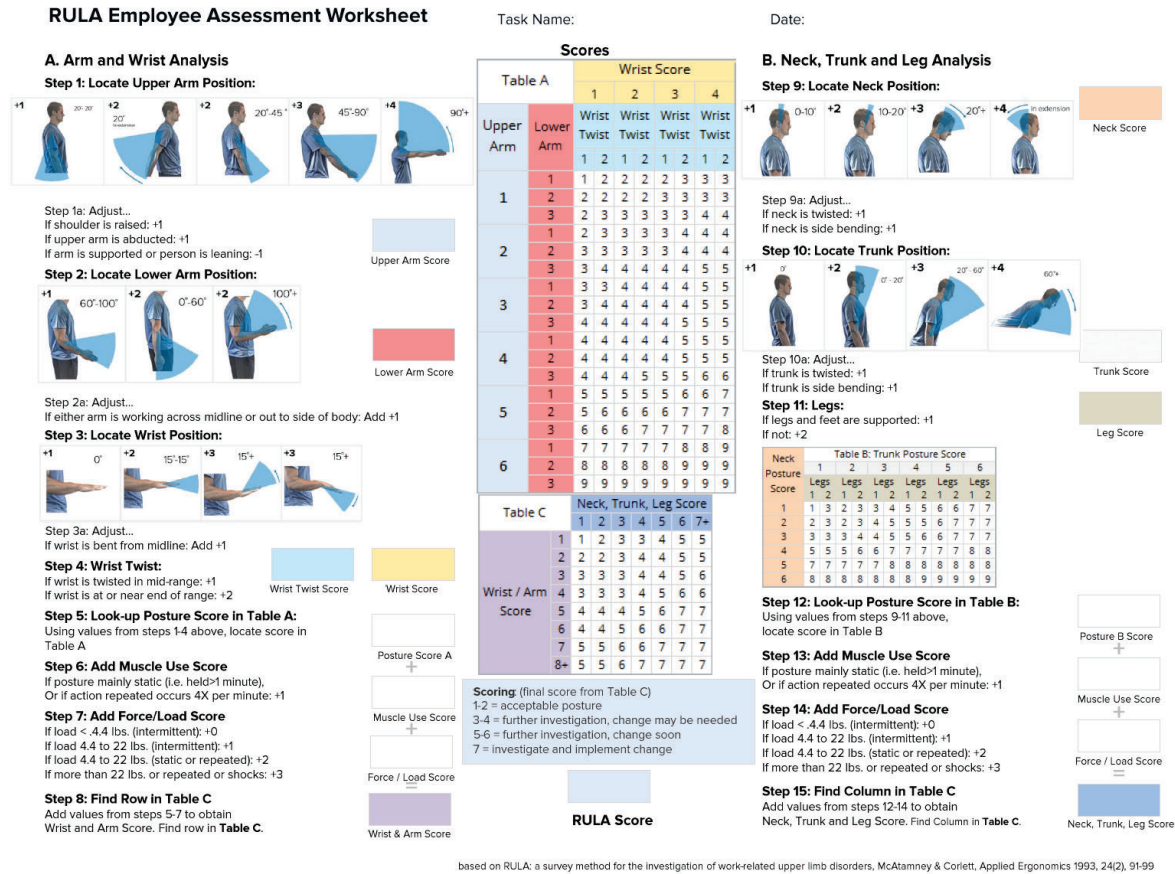 RULA Employee Assessment Worksheet
Task Name:
Date:
A. Arm and Wrist Analysis
Step 1: Locate Upper Arm Position:
+1 20˚- 20˚
+2 20˚ In extension
+2 20˚-45˚
+3 45˚-90˚
+4 90˚+
Step 1a: Adjust...
If shoulder is raised: +1
If upper arm is abducted: +1
If arm is supported or person is leaning: -1
Upper Arm Score
Step 2: Locate Lower Arm Position:
+1 60˚-100˚
+2 0˚-60˚
+2 100˚+
Lower Arm Score
Step 2a: Adjust...
If either arm is working across midline or out to side of body: Add +1
Step 3: Locate Wrist Position:
+1 0˚
+2 15˚-15˚
+3 15˚+
+3 15˚+
Step 3a: Adjust...
If wrist is bent from midline: Add +1
Step 4: Wrist Twist:
If wrist is twisted in mid-range: +1
If wrist is at or near end of range: +2
Wrist Twist Score
Wrist Score
Step 5: Look-up Posture Score in Table A:
Using values from steps 1-4 above, locate score in
Table A
Posture Score A
+
Step 6: Add Muscle Use Score
If posture mainly static (i.e. held>1 minute),
Or if action repeated occurs 4X per minute: +1
Muscle Use Score
+
Step 7: Add Force/Load Score
If load < .4.4 lbs. (intermittent): +0
If load 4.4 to 22 lbs. (intermittent): +1
If load 4.4 to 22 lbs. (static or repeated): +2
If more than 22 lbs. or repeated or shocks: +3
Force / Load Score
=
Step 8: Find Row in Table C
Add values from steps 5-7 to obtain
Wrist and Arm Score. Find row in Table C.
Wrist & Arm Score
Scores
Table A
Wrist Score
1 2 3 4
Upper Arm
Lower Arm
Wrist Twist Wrist Twist Wrist Twist Wrist Twist
1 2 1 2 1 2 1 2
1
1 1 2 2 2 2 3 3 3
2 2 2 2 2 3 3 3 3
3 2 3 3 3 3 3 4 4
2
1 2 3 3 3 3 4 4 4
2 3 3 3 3 3 4 4 4
3 3 4 4 4 4 4 5 5
3
1 3 3 4 4 4 4 5 5
2 3 4 4 4 4 4 5 5
3 4 4 4 4 4 5 5 5
4
1 4 4 4 4 4 5 5 5
2 4 4 4 4 4 5 5 5
3 4 4 4 5 5 5 6 6
5
1 5 5 5 5 5 6 6 7
2 5 6 6 6 6 7 7 7
3 6 6 6 7 7 7 7 8
6
1 7 7 7 7 7 8 8 9
2 8 8 8 8 8 9 9 9
3 9 9 9 9 9 9 9 9
Table C
Neck, Trunk, Leg Score
1 2 3 4 5 6 7+
Wrist / Arm Score
1 1 2 3 3 4 5 5
2 2 2 3 4 4 5 5
3 3 3 3 4 4 5 6
4 3 3 3 4 5 6 6
5 4 4 4 5 6 7 7
6 4 4 5 6 6 7 7
7 5 5 6 6 7 7 7
8+ 5 5 6 7 7 7 7
Scoring: (final score from Table C)
1-2 = acceptable posture
3-4 = further investigation, change may be needed
5-6 = further investigation, change soon
7 = investigate and implement change
RULA Score
B. Neck, Trunk and Leg Analysis
Step 9: Locate Neck Position:
+1 0-10˚
+2 10-20˚
+3 20˚+
+4 in extension
Neck Score
Step 9a: Adjust...
If neck is twisted: +1
If neck is side bending: +1
Step 10: Locate Trunk Position:
+1 0˚
+2 0˚ - 20˚
+3 20˚ - 60˚
+4 60˚+
Step 10a: Adjust...
If trunk is twisted: +1
If trunk is side bending: +1
Trunk Score
Step 11: Legs:
If legs and feet are supported: +1
If not: +2
Leg Score
Neck Posture Score
Table B: Trunk Posture Score
1 2 3 4 5 6
Legs Legs Legs Legs Legs Legs
1 2 1 2 1 2 1 2 1 2 1 2
1 1 3 2 3 3 4 5 5 6 6 7 7
2 2 3 2 3 4 5 5 5 6 7 7 7
3 3 3 3 4 4 5 5 6 6 7 7 7
4 5 5 5 6 6 7 7 7 7 7 8 8
5 7 7 7 7 7 8 8 8 8 8 8 8
6 8 8 8 8 8 8 8 9 9 9 9 9
Step 12: Look-up Posture Score in Table B:
Using values from steps 9-11 above,
locate score in Table B
Posture B Score
+
Step 13: Add Muscle Use Score
If posture mainly static (i.e. held>1 minute),
Or if action repeated occurs 4X per minute: +1
Muscle Use Score
+
Step 14: Add Force/Load Score
If load < .4.4 lbs. (intermittent): +0
If load 4.4 to 22 lbs. (intermittent): +1
If load 4.4 to 22 lbs. (static or repeated): +2
If more than 22 lbs. or repeated or shocks: +3
Force / Load Score
=
Step 15: Find Column in Table C
Add values from steps 12-14 to obtain
Neck, Trunk and Leg Score. Find Column in Table C.
Neck, Trunk, Leg Score
based on RULA: a survey method for the investigation of work-related upper limb disorders, McAtamney & Corlett, Applied Ergonomics 1993, 24(2), 91-99